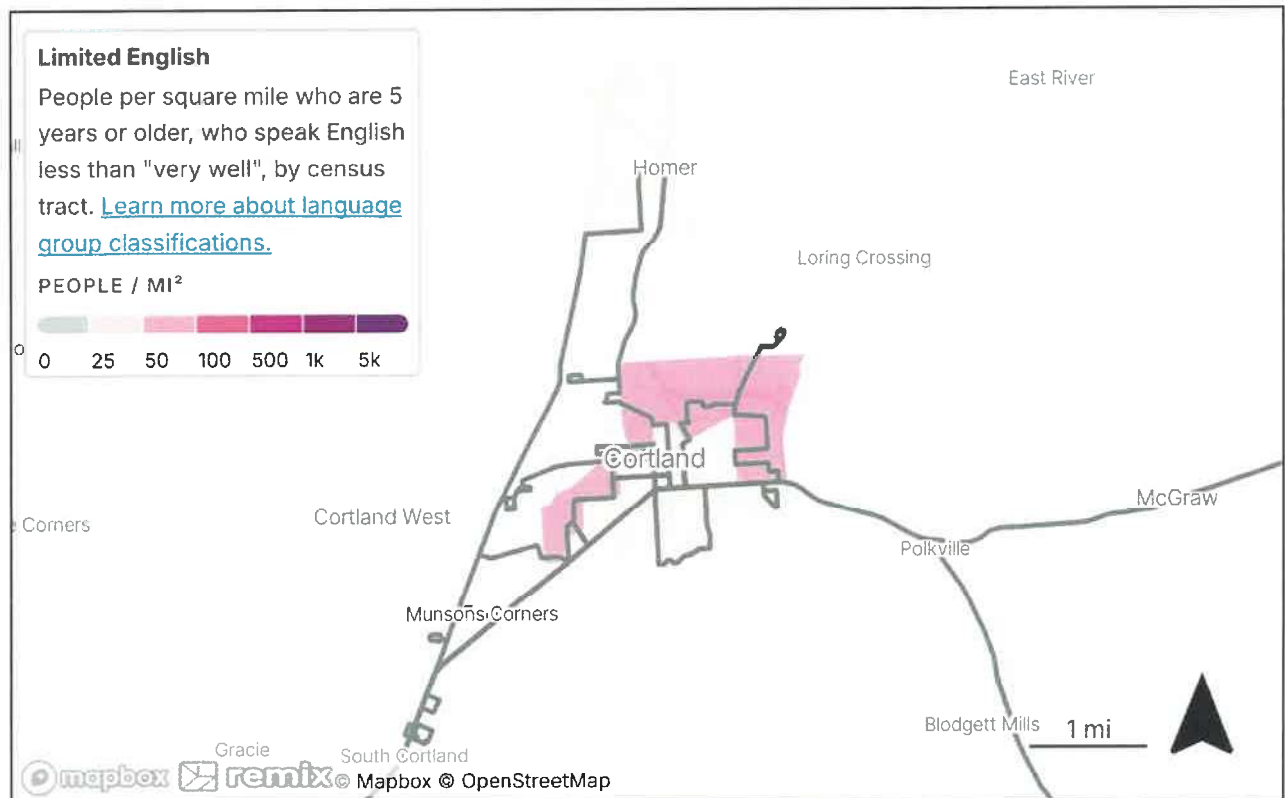 Limited English
People per square mile who are 5
years or older, who speak English
less than "very well", by census
tract. Learn more about language
group classifications.
PEOPLE / MI²
0 25 50 100 500 1k 5k
East River
Homer
Loring Crossing
Cortland
McGraw
Corners
Cortland West
Polkville
Munsons Corners
Blodgett Mills
1 mi
Gracie
South Cortland
mapbox remix © Mapbox © OpenStreetMap